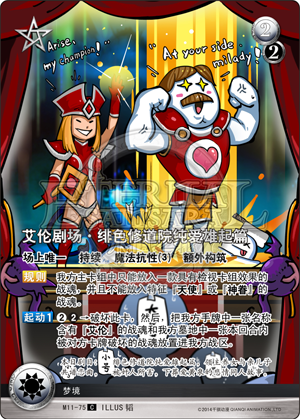 Arise,
my champion!
At your side
milady!
2
2
艾伦剧场·绯色修道院纯爱雄起篇
场上唯一 持续 魔法抗性(3) 额外构筑
规则 我方主卡组中只能放入一款具有检视卡组效果的
战魂，并且不能放入特征『天使』或『神者』的
战魂。
起动1 2 →破坏此卡，然后，把我方手牌中一张名称
含有『艾伦』的战魂和我方墓地中一张本回合内
被对方破坏卡牌的战魂放置进我方战区。
梦境
M11-75 C ILLUS 韬
©2014千骐动漫 QIANQI ANIMATION.,LTD